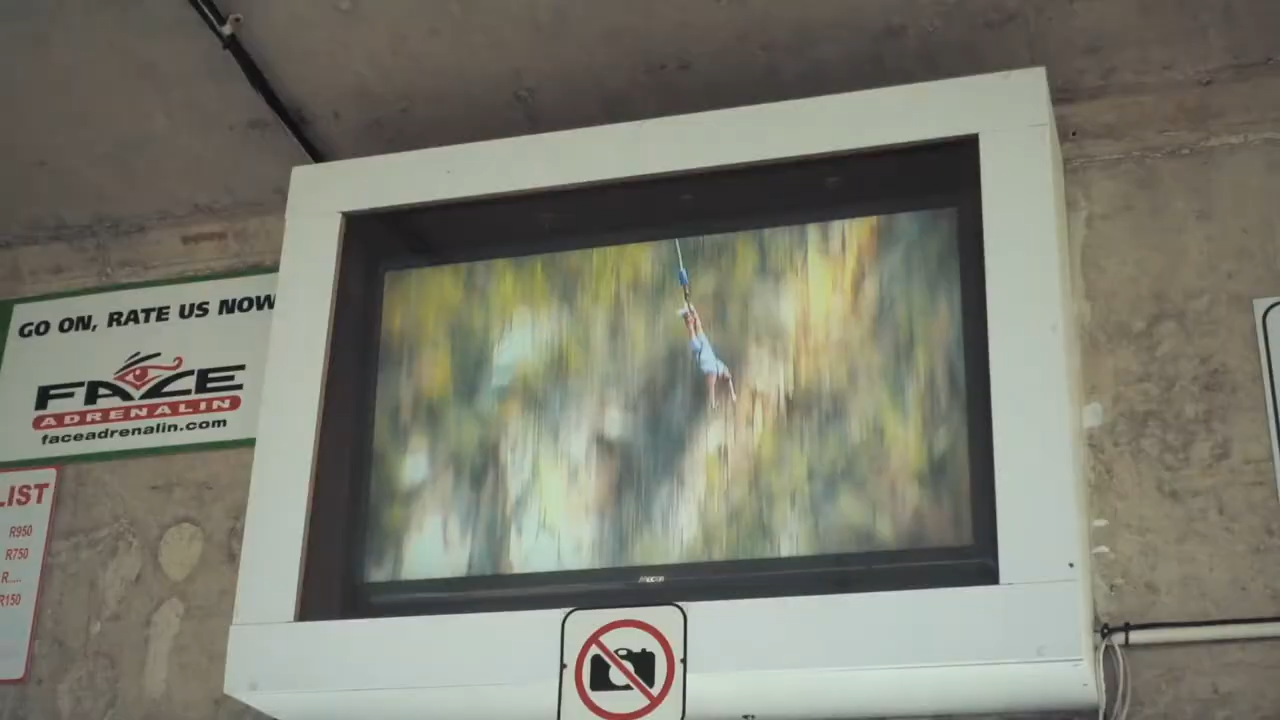 GO ON, RATE US NOW
FACE
ADRENALIN
faceadrenalin.com
LIST
R950
R750
R....
R150